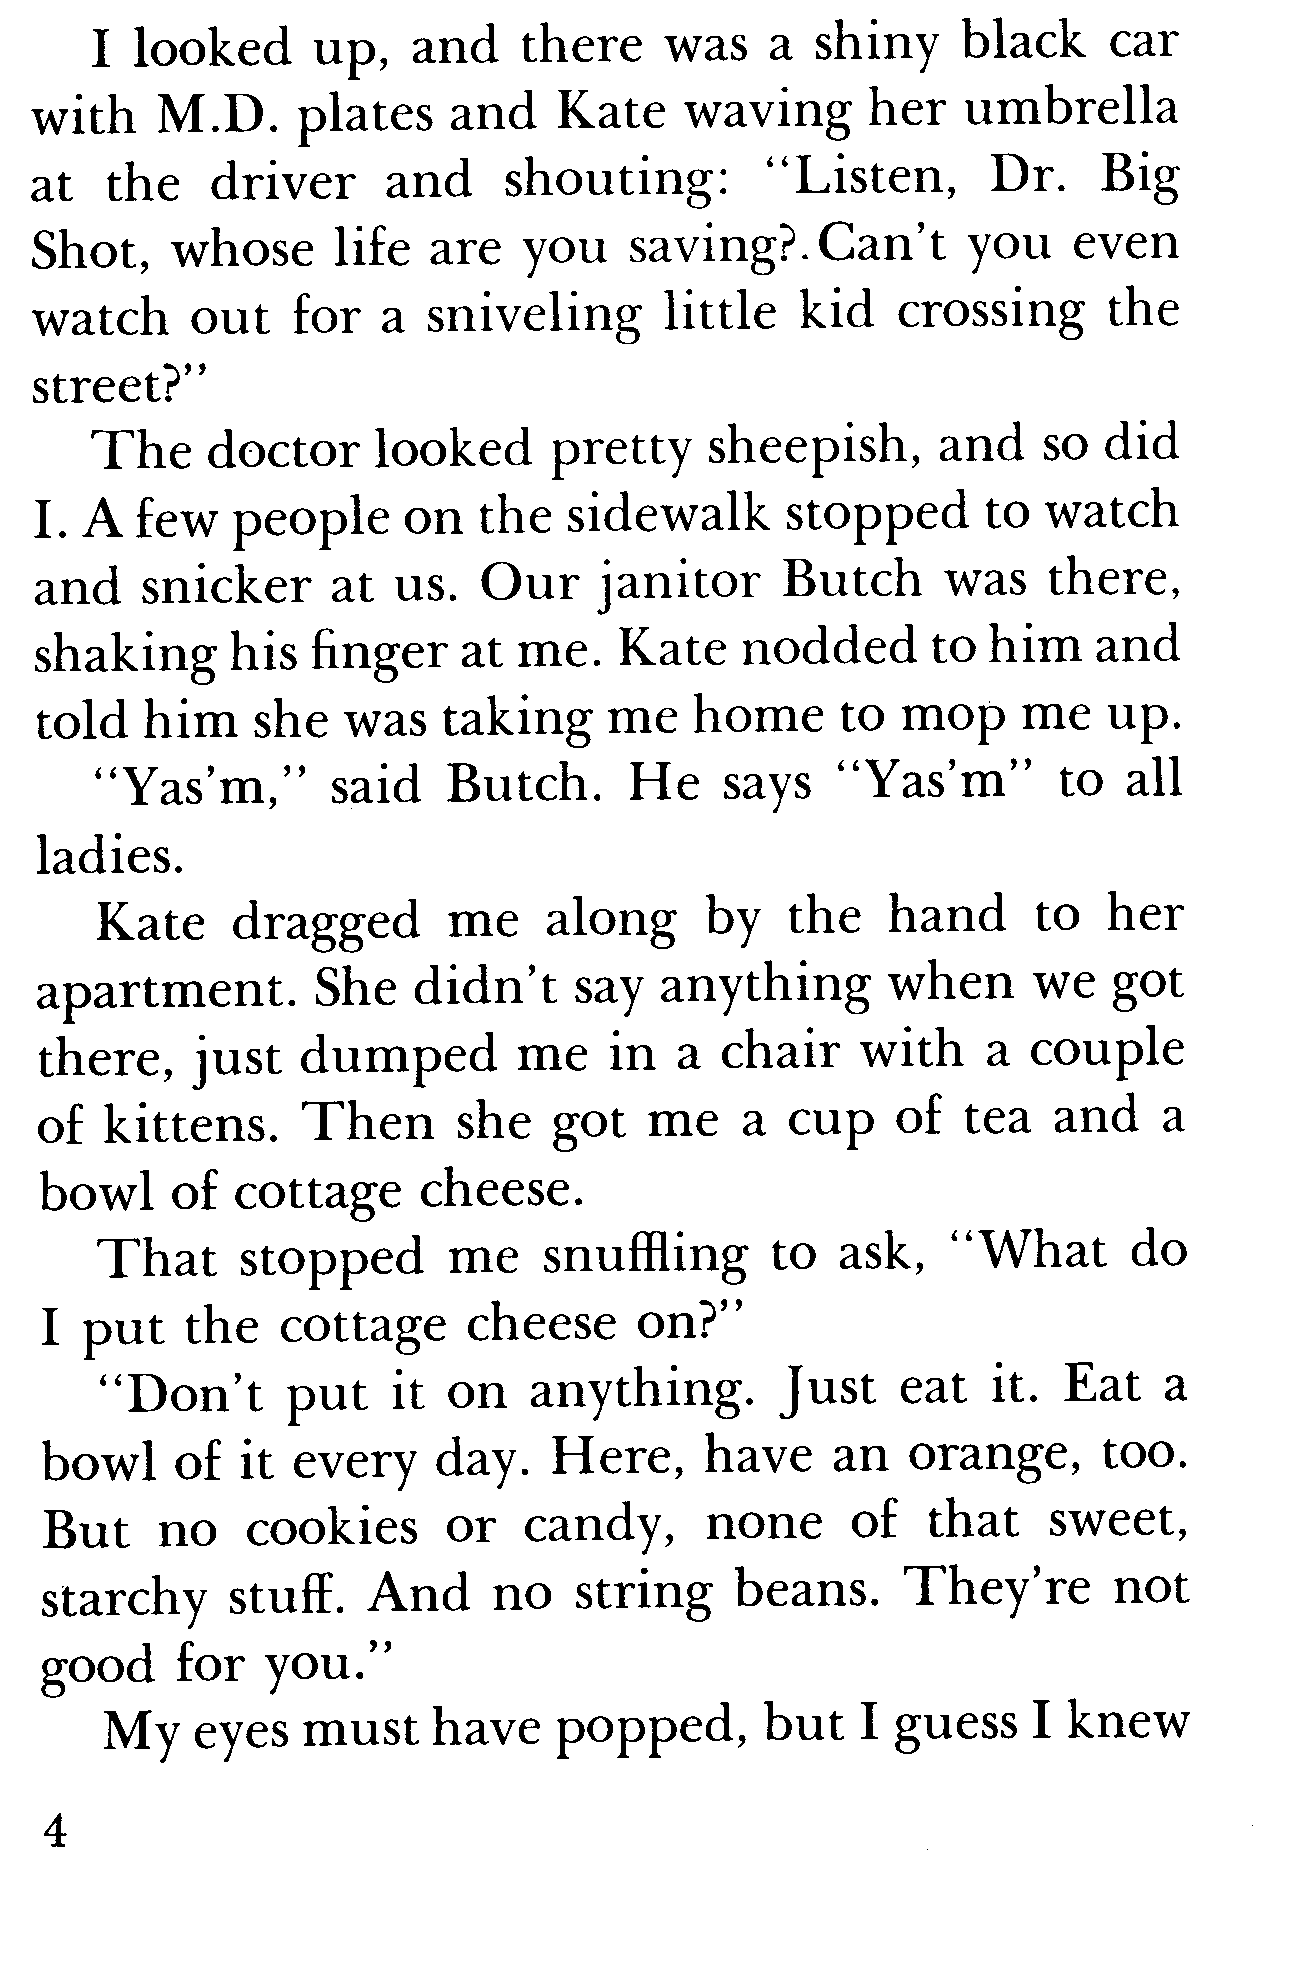 I looked up, and there was a shiny black car
with M.D. plates and Kate waving her umbrella
at the driver and shouting: “Listen, Dr. Big
Shot, whose life are you saving?.Can’t you even
watch out for a sniveling little kid crossing the
street?”
The doctor looked pretty sheepish, and so did
I. A few people on the sidewalk stopped to watch
and snicker at us. Our janitor Butch was there,
shaking his finger at me. Kate nodded to him and
told him she was taking me home to mop me up.
“Yas’m,” said Butch. He says “Yas’m” to all
ladies.
Kate dragged me along by the hand to her
apartment. She didn’t say anything when we got
there, just dumped me in a chair with a couple
of kittens. Then she got me a cup of tea and a
bowl of cottage cheese.
That stopped me snuffling to ask, “What do
I put the cottage cheese on?”
“Don’t put it on anything. Just eat it. Eat a
bowl of it every day. Here, have an orange, too.
But no cookies or candy, none of that sweet,
starchy stuff. And no string beans. They’re not
good for you.”
My eyes must have popped, but I guess I knew
4